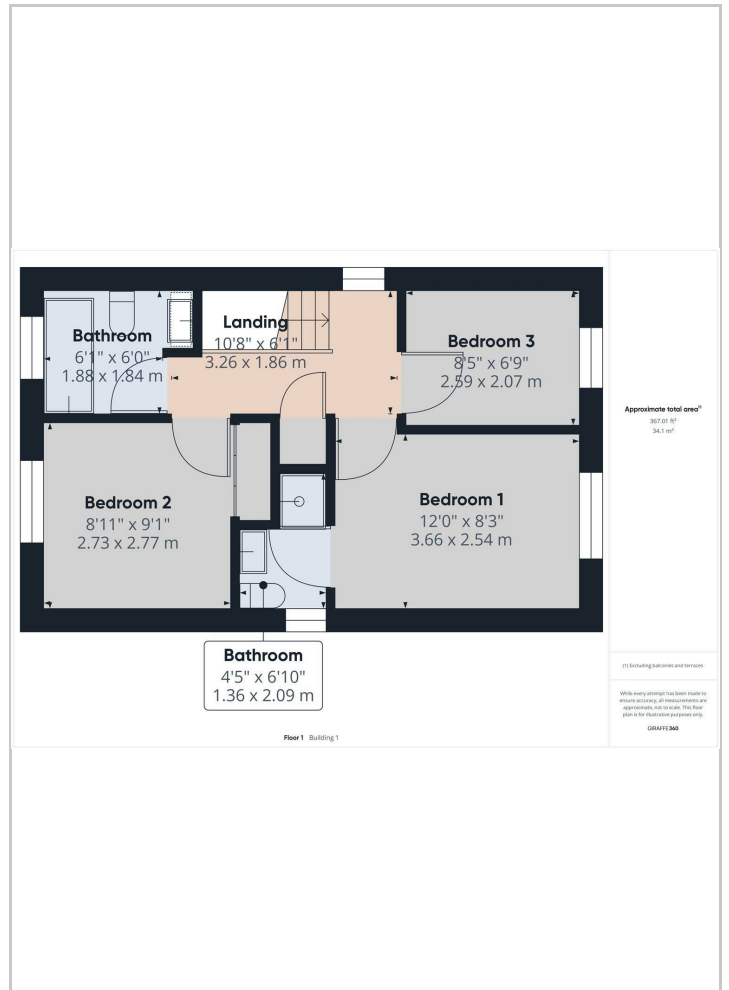 Bathroom
6'1" x 6'0"
1.88 x 1.84 m
Landing
10'8" x 6'1"
3.26 x 1.86 m
Bedroom 3
8'5" x 6'9"
2.59 x 2.07 m
Bedroom 2
8'11" x 9'1"
2.73 x 2.77 m
Bedroom 1
12'0" x 8'3"
3.66 x 2.54 m
Bathroom
4'5" x 6'10"
1.36 x 2.09 m
Floor 1 Building 1
Approximate total area⁽¹⁾
367.01 ft²
34.1 m²
(1) Excluding balconies and terraces
While every attempt has been made to
ensure accuracy, all measurements are
approximate, not to scale. This floor
plan is for illustrative purposes only.
GIRAFFE360